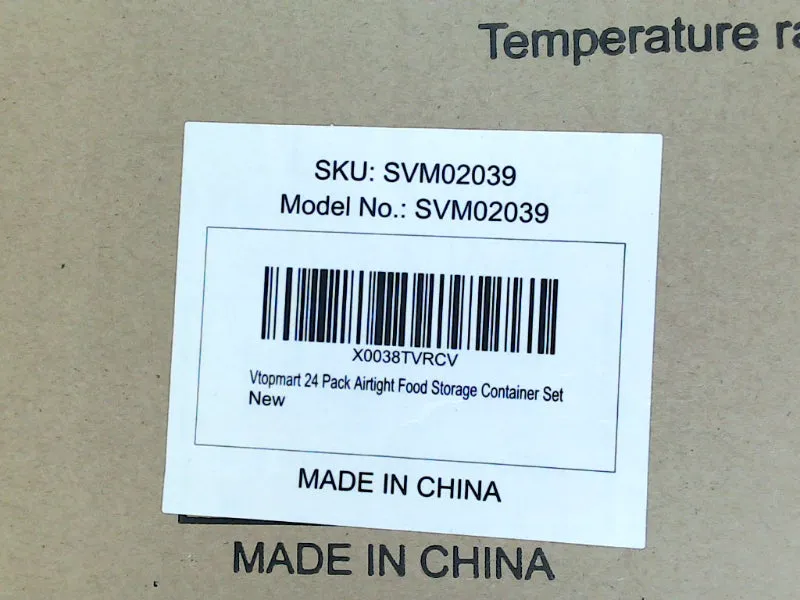 Temperature ra
SKU: SVM02039
Model No.: SVM02039
X0038TVRCV
Vtopmart 24 Pack Airtight Food Storage Container Set
New
MADE IN CHINA
MADE IN CHINA